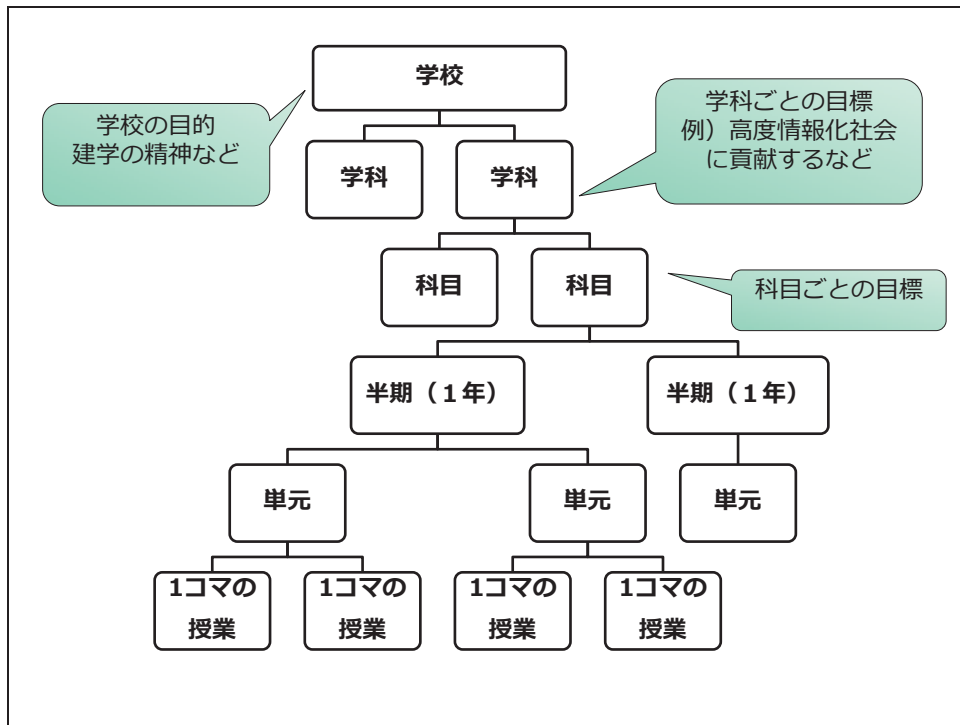 学校
学校の目的
建学の精神など
学科ごとの目標
例）高度情報化社会
に貢献するなど
学科
学科
科目
科目
科目ごとの目標
半期（１年）
半期（１年）
単元
単元
単元
1コマの
授業
1コマの
授業
1コマの
授業
1コマの
授業